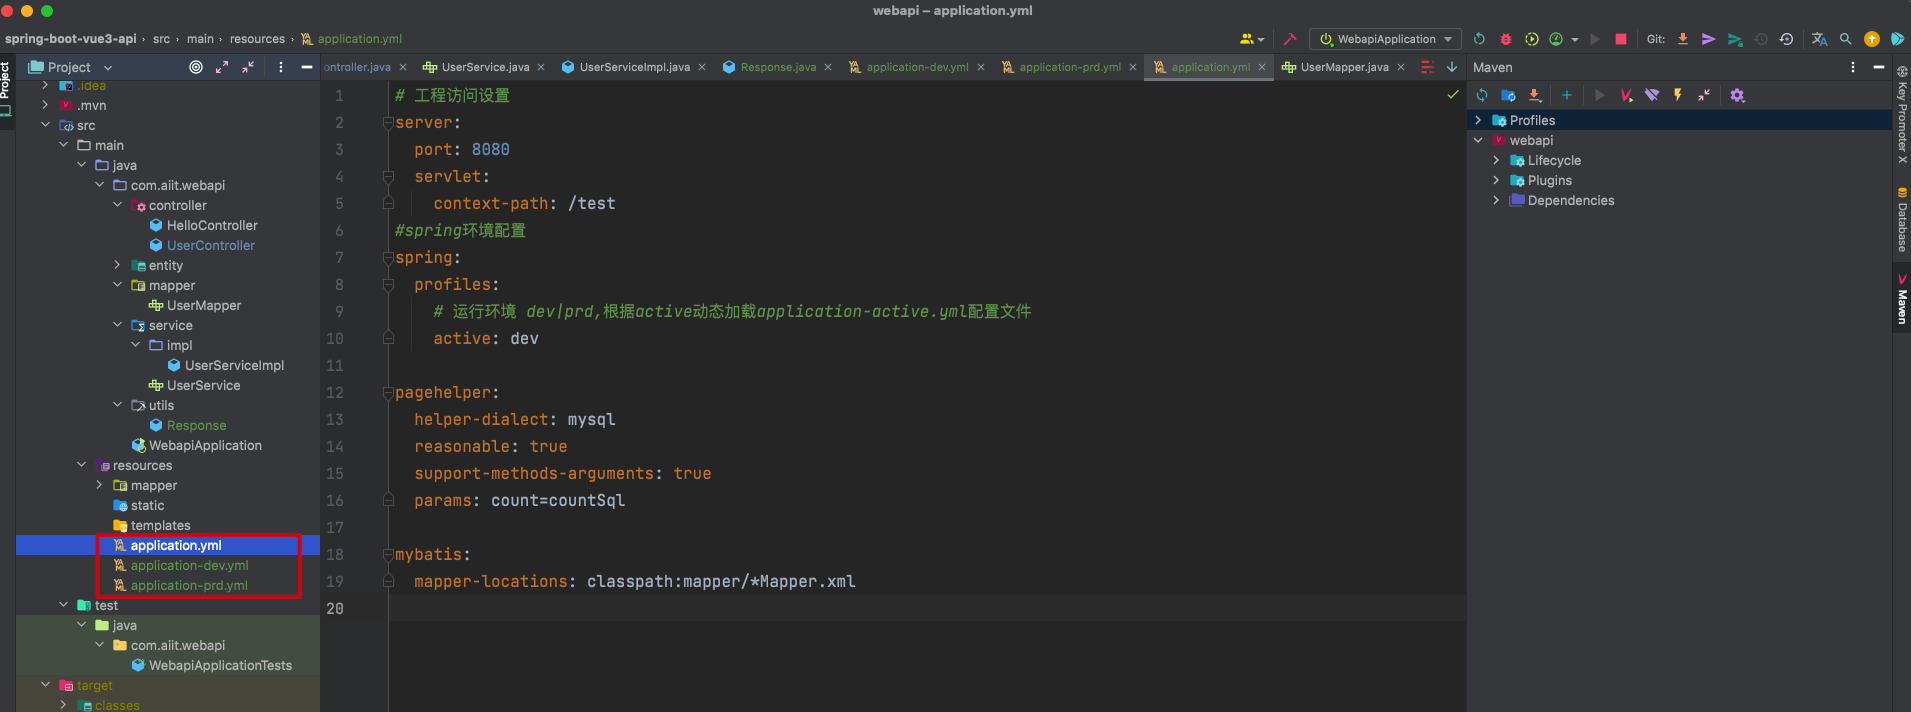 webapi – application.yml
spring-boot-vue3-api › src › main › resources › application.yml
WebapiApplication
Git:
Project
ontroller.java
UserService.java
UserServiceImpl.java
Response.java
application-dev.yml
application-prd.yml
application.yml
UserMapper.java
Maven
Project
.idea
.mvn
src
main
java
com.aiit.webapi
controller
HelloController
UserController
entity
mapper
UserMapper
service
impl
UserServiceImpl
UserService
utils
Response
WebapiApplication
resources
mapper
static
templates
application.yml
application-dev.yml
application-prd.yml
test
java
com.aiit.webapi
WebapiApplicationTests
target
classes
1 # 工程访问设置
2 server:
3 port: 8080
4 servlet:
5 context-path: /test
6 #spring环境配置
7 spring:
8 profiles:
9 # 运行环境 dev|prd,根据active动态加载application-active.yml配置文件
10 active: dev
11
12 pagehelper:
13 helper-dialect: mysql
14 reasonable: true
15 support-methods-arguments: true
16 params: count=countSql
17
18 mybatis:
19 mapper-locations: classpath:mapper/*Mapper.xml
20
Profiles
webapi
Lifecycle
Plugins
Dependencies
Key Promoter X
Database
Maven